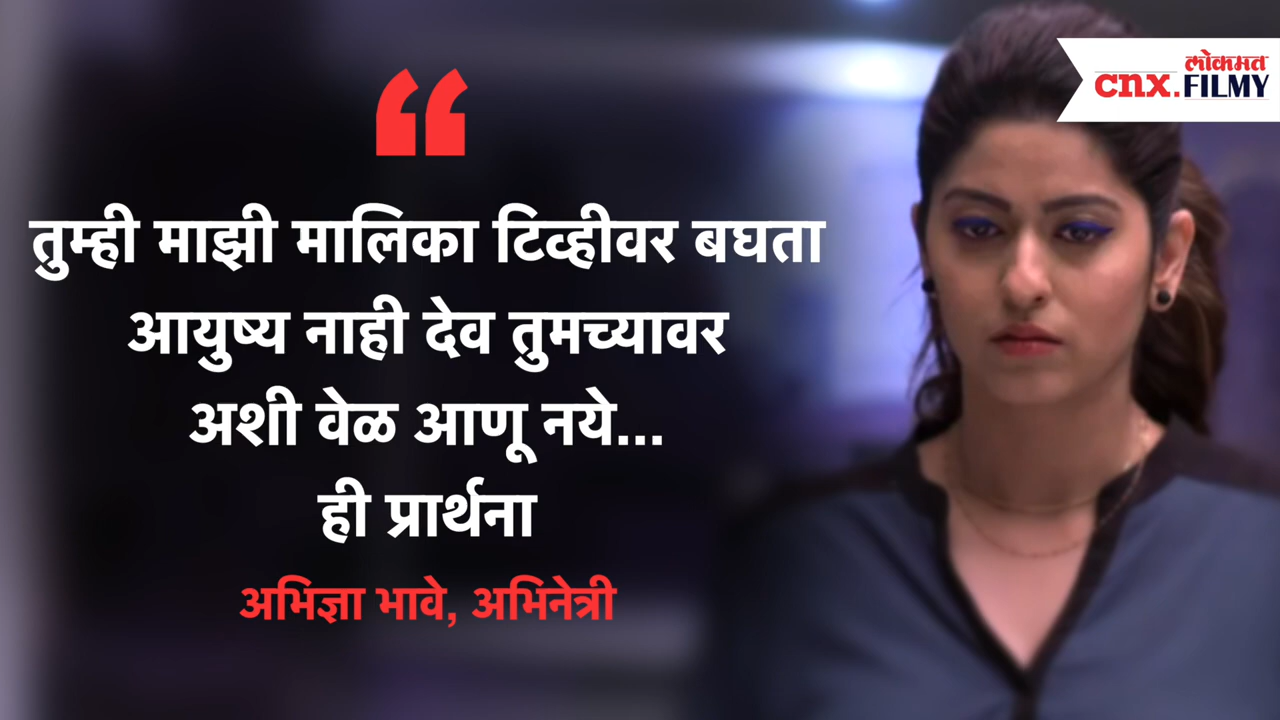 लोकमत
cnx.FILMY
“
तुम्ही माझी मालिका टिव्हीवर बघता
आयुष्य नाही देव तुमच्यावर
अशी वेळ आणू नये...
ही प्रार्थना
अभिज्ञा भावे, अभिनेत्री